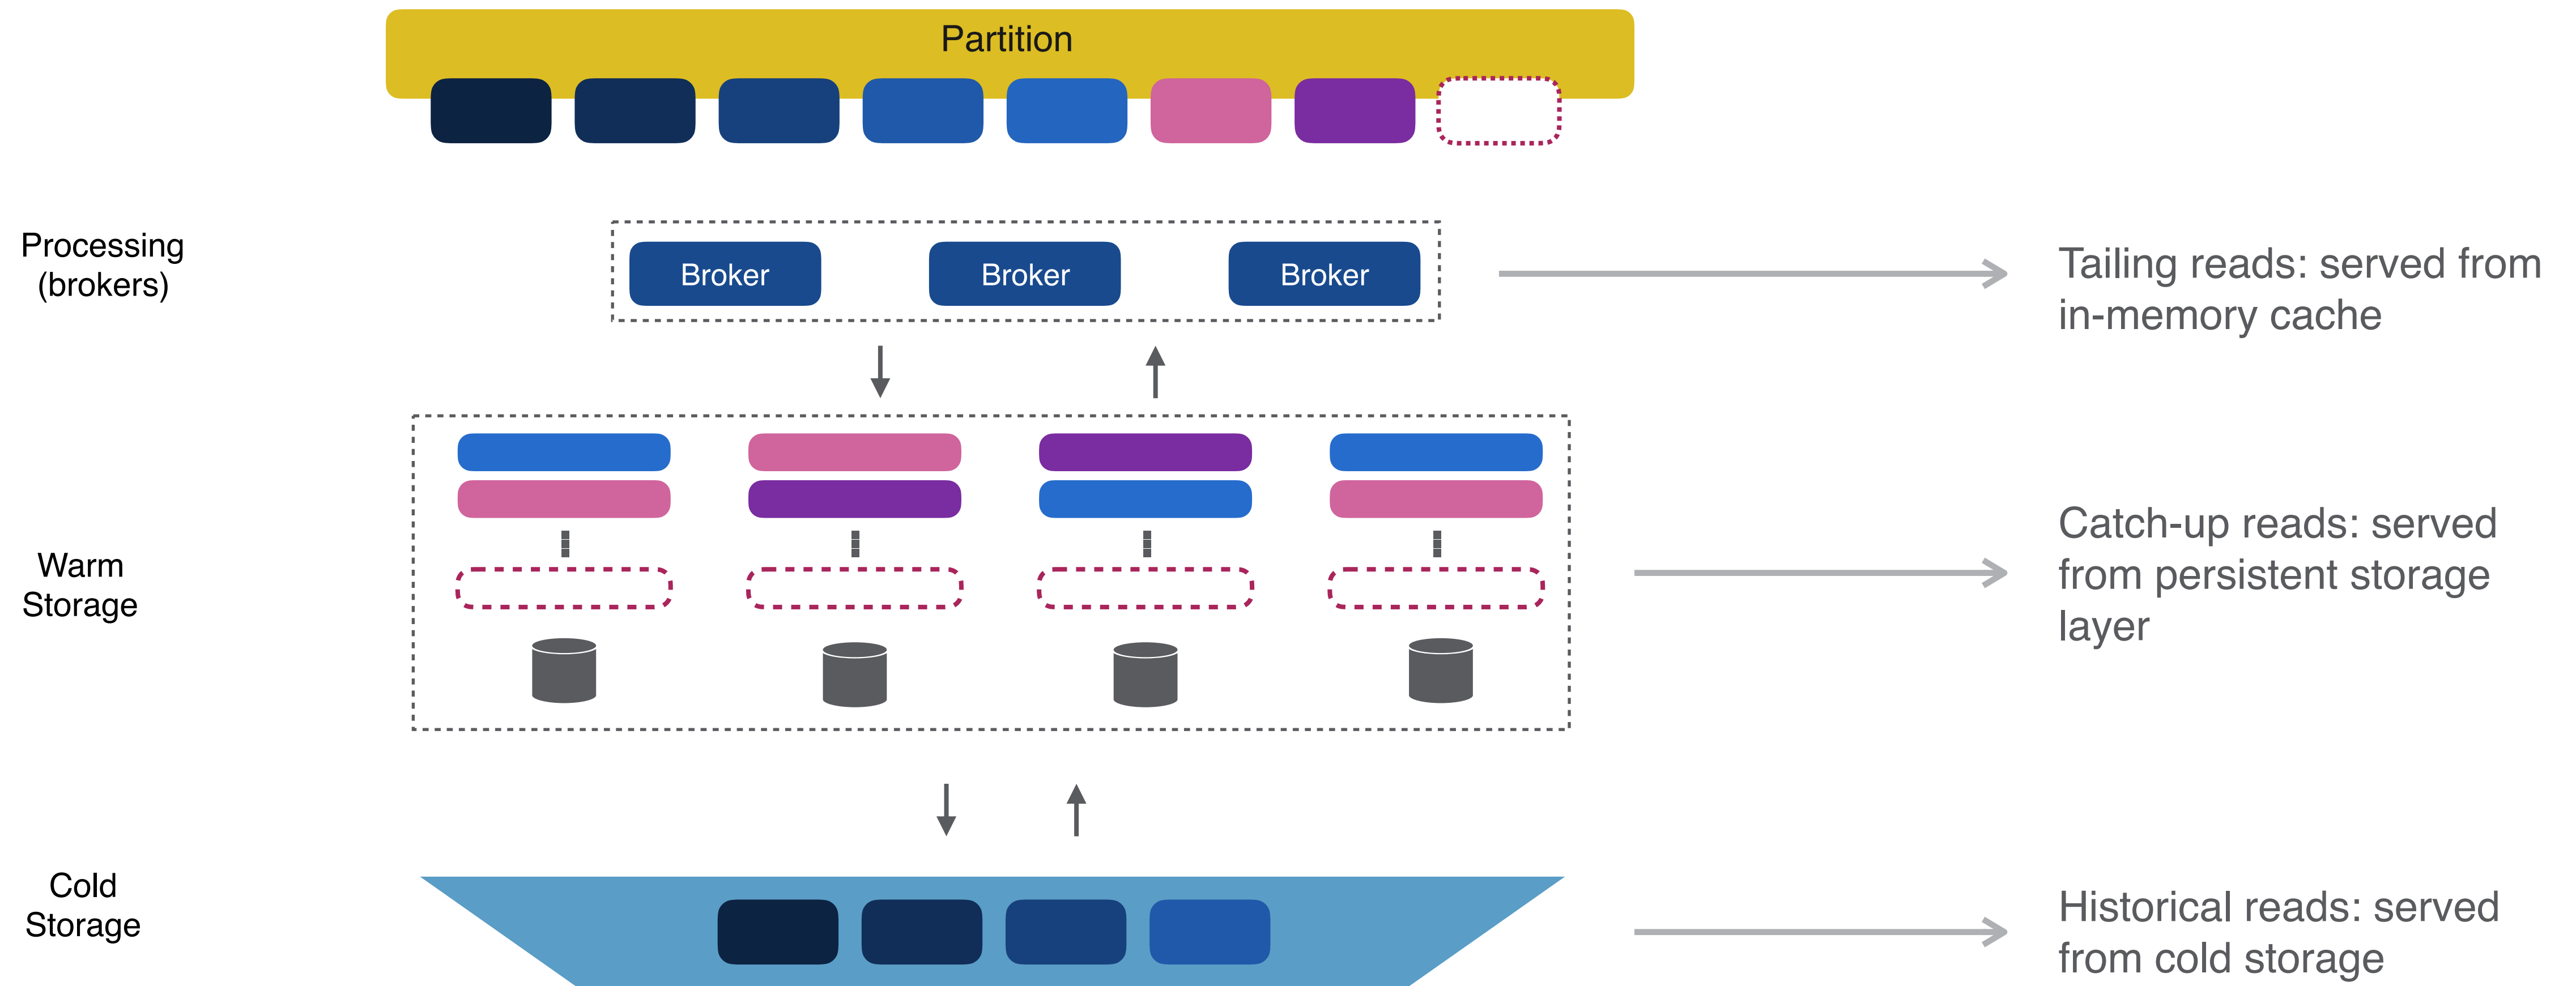 Partition
Processing
(brokers)
Broker
Broker
Broker
Tailing reads: served from
in-memory cache
Warm
Storage
Catch-up reads: served
from persistent storage
layer
Cold
Storage
Historical reads: served
from cold storage